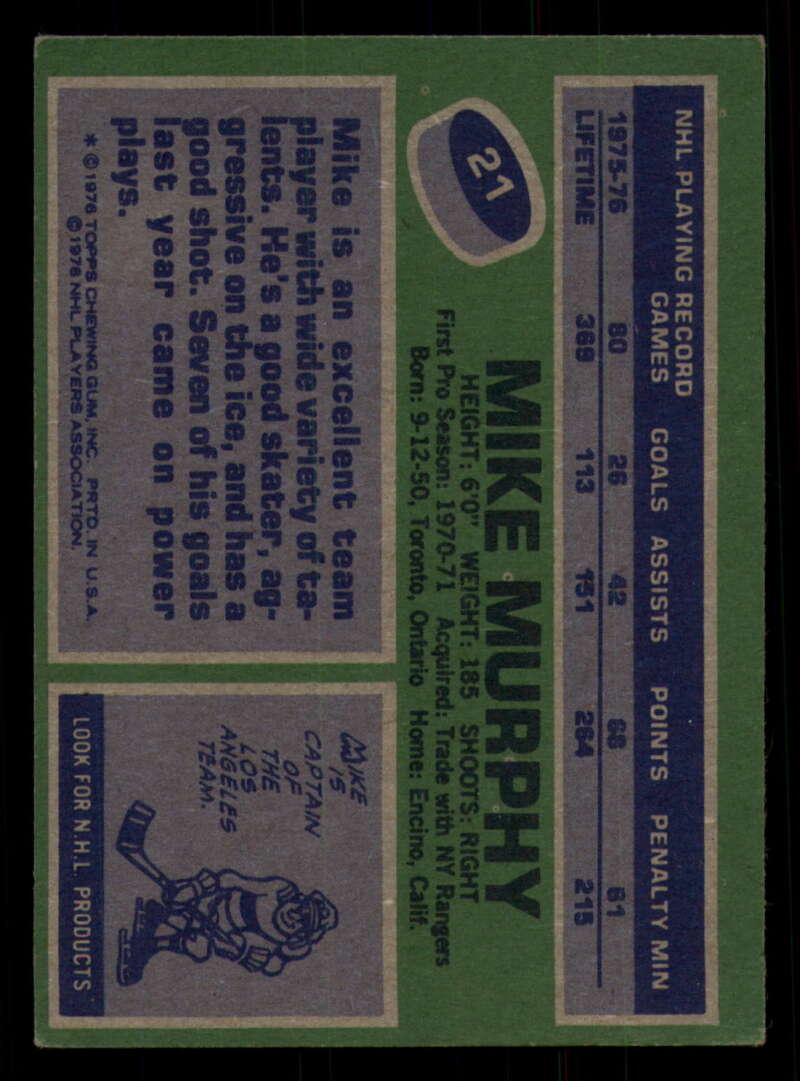 NHL PLAYING RECORD
GAMES GOALS ASSISTS POINTS PENALTY MIN
1975-76 80 26 42 68 61
LIFETIME 369 113 151 264 215
21
MIKE MURPHY
HEIGHT: 6'0" WEIGHT: 185 SHOOTS: RIGHT
First Pro Season: 1970-71 Acquired: Trade with NY Rangers
Born: 9-12-50, Toronto, Ontario Home: Encino, Calif.
Mike is an excellent team
player with wide variety of ta-
lents. He's a good skater, ag-
gressive on the ice, and has a
good shot. Seven of his goals
last year came on power
plays.
* © 1976 TOPPS CHEWING GUM, INC. PRTD. IN U.S.A.
© 1976 NHL PLAYERS ASSOCIATION.
MIKE
IS
CAPTAIN
OF
THE
LOS
ANGELES
TEAM.
LOOK FOR N.H.L. PRODUCTS